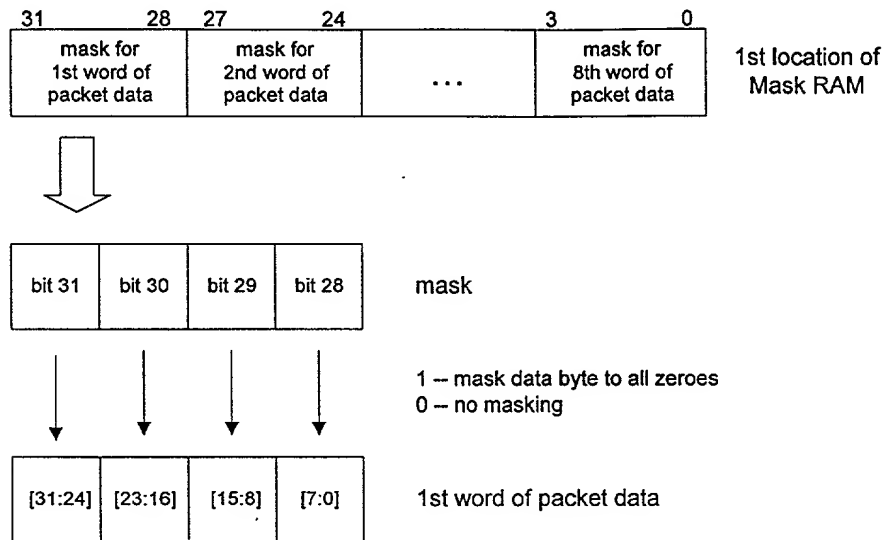 31 28 27 24 3 0
mask for
1st word of
packet data
mask for
2nd word of
packet data
...
mask for
8th word of
packet data
1st location of
Mask RAM
bit 31 bit 30 bit 29 bit 28 mask
1 -- mask data byte to all zeroes
0 -- no masking
[31:24] [23:16] [15:8] [7:0] 1st word of packet data